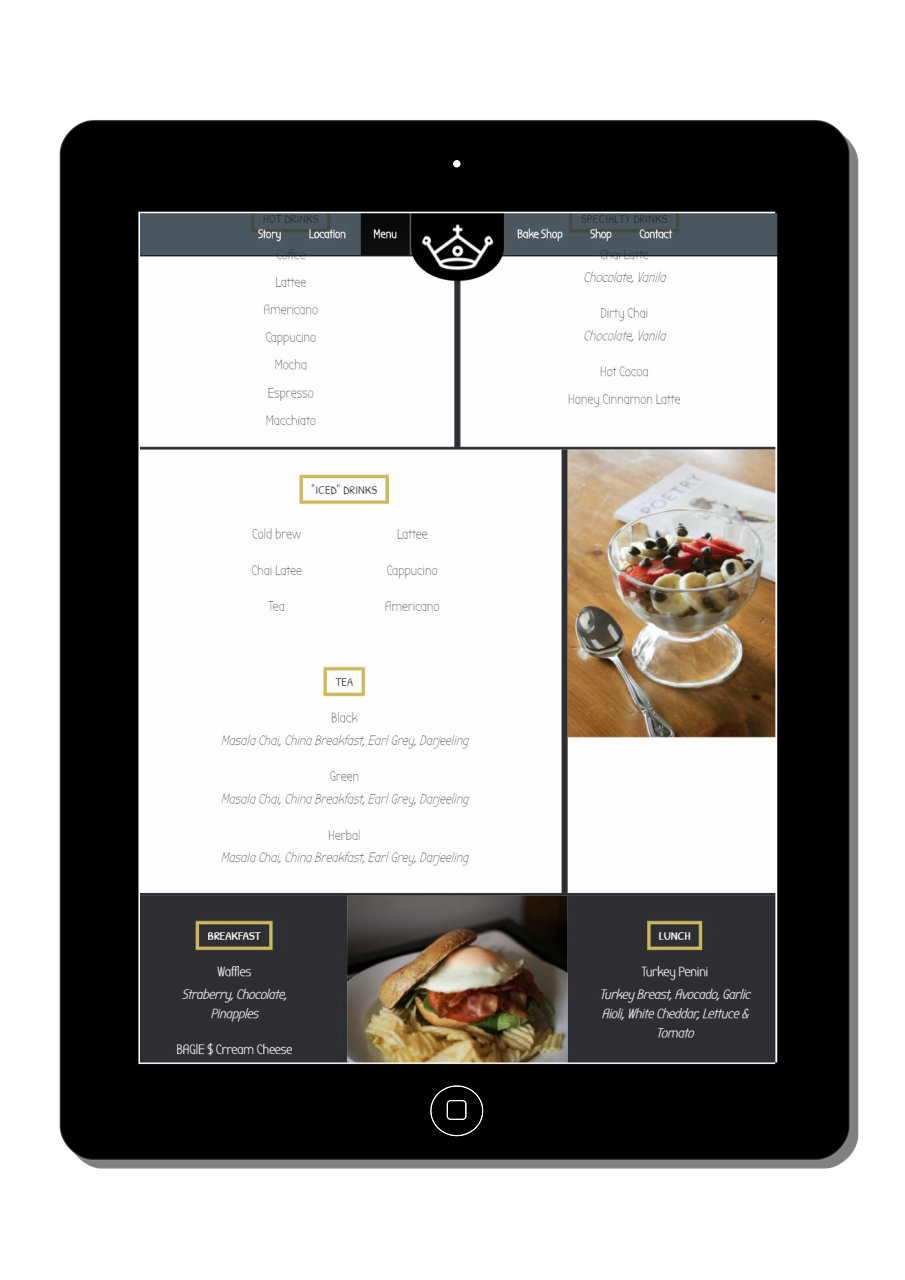 HOT DRINKS
SPECIALTY DRINKS
Story Location Menu Bake Shop Shop Contact
Coffee
Lattee
Americano
Cappucino
Mocha
Espresso
Macchiato
Chai Latte
Chocolate, Vanila
Dirty Chai
Chocolate, Vanila
Hot Cocoa
Honey Cinnamon Latte
"ICED" DRINKS
Cold brew Lattee
Chai Latee Cappucino
Tea Americano
POETRY
TEA
Black
Masala Chai, China Breakfast, Earl Grey, Darjeeling
Green
Masala Chai, China Breakfast, Earl Grey, Darjeeling
Herbal
Masala Chai, China Breakfast, Earl Grey, Darjeeling
BREAKFAST
Waffles
Straberry, Chocolate,
Pinapples
BAGlE $ Crream Cheese
LUNCH
Turkey Penini
Turkey Breast, Avocado, Garlic
Aioli, White Cheddar, Lettuce &
Tomato